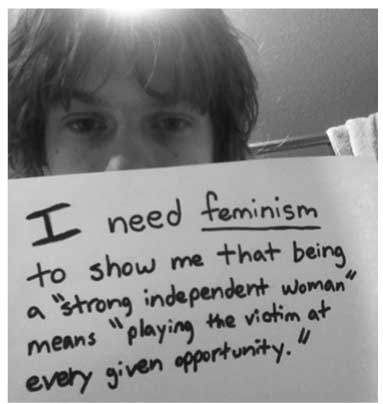 I need feminism
to show me that being
a "strong independent woman"
means "playing the victim at
every given opportunity."